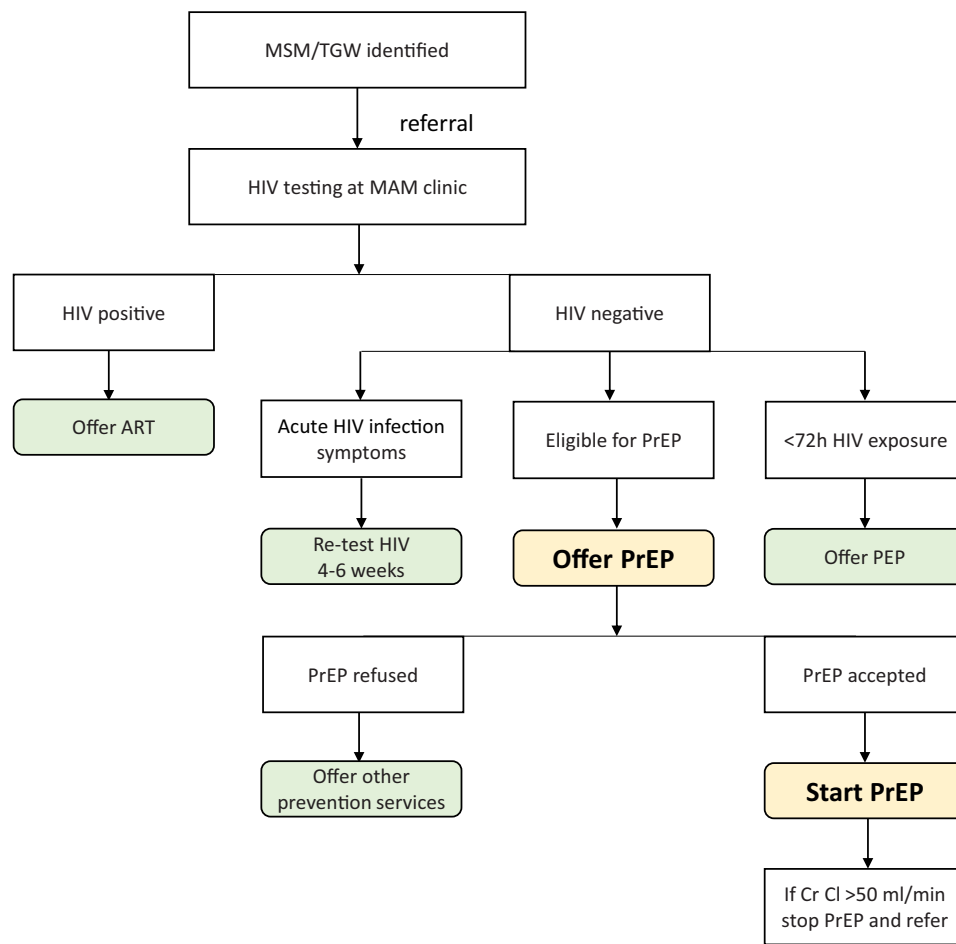 MSM/TGW identified
referral
HIV testing at MAM clinic
HIV positive
HIV negative
Offer ART
Acute HIV infection
symptoms
Eligible for PrEP
<72h HIV exposure
Re-test HIV
4-6 weeks
Offer PrEP
Offer PEP
PrEP refused
PrEP accepted
Offer other
prevention services
Start PrEP
If Cr Cl >50 ml/min
stop PrEP and refer